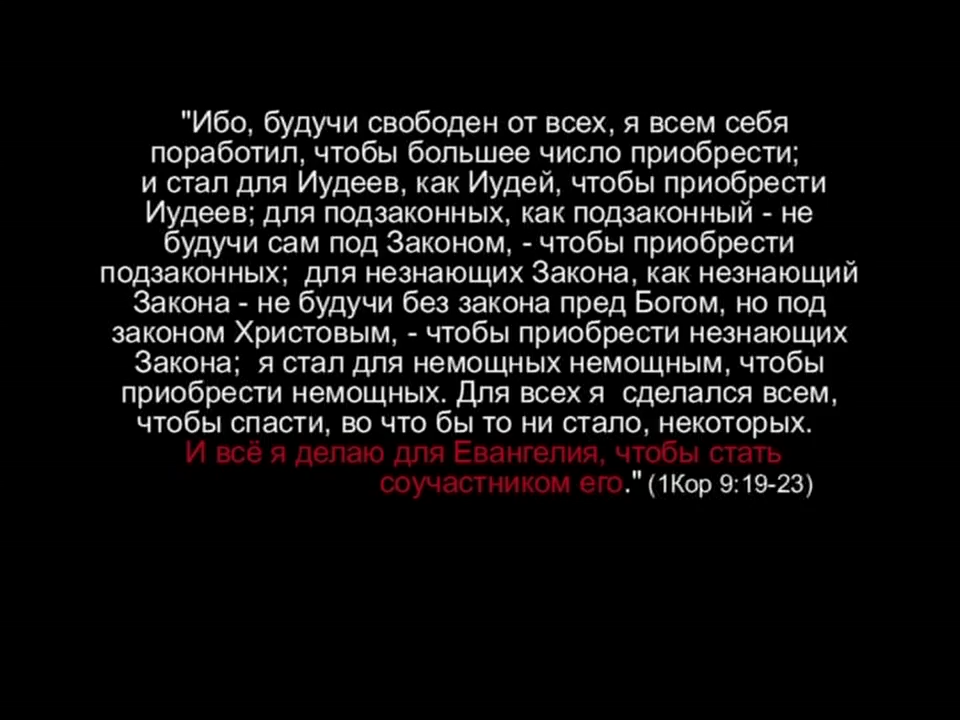 "Ибо, будучи свободен от всех, я всем себя
поработил, чтобы большее число приобрести;
и стал для Иудеев, как Иудей, чтобы приобрести
Иудеев; для подзаконных, как подзаконный - не
будучи сам под Законом, - чтобы приобрести
подзаконных;  для незнающих Закона, как незнающий
Закона - не будучи без закона пред Богом, но под
законом Христовым, - чтобы приобрести незнающих
Закона;  я стал для немощных немощным, чтобы
приобрести немощных. Для всех я  сделался всем,
чтобы спасти, во что бы то ни стало, некоторых.
И всё я делаю для Евангелия, чтобы стать
соучастником его." (1Кор 9:19-23)